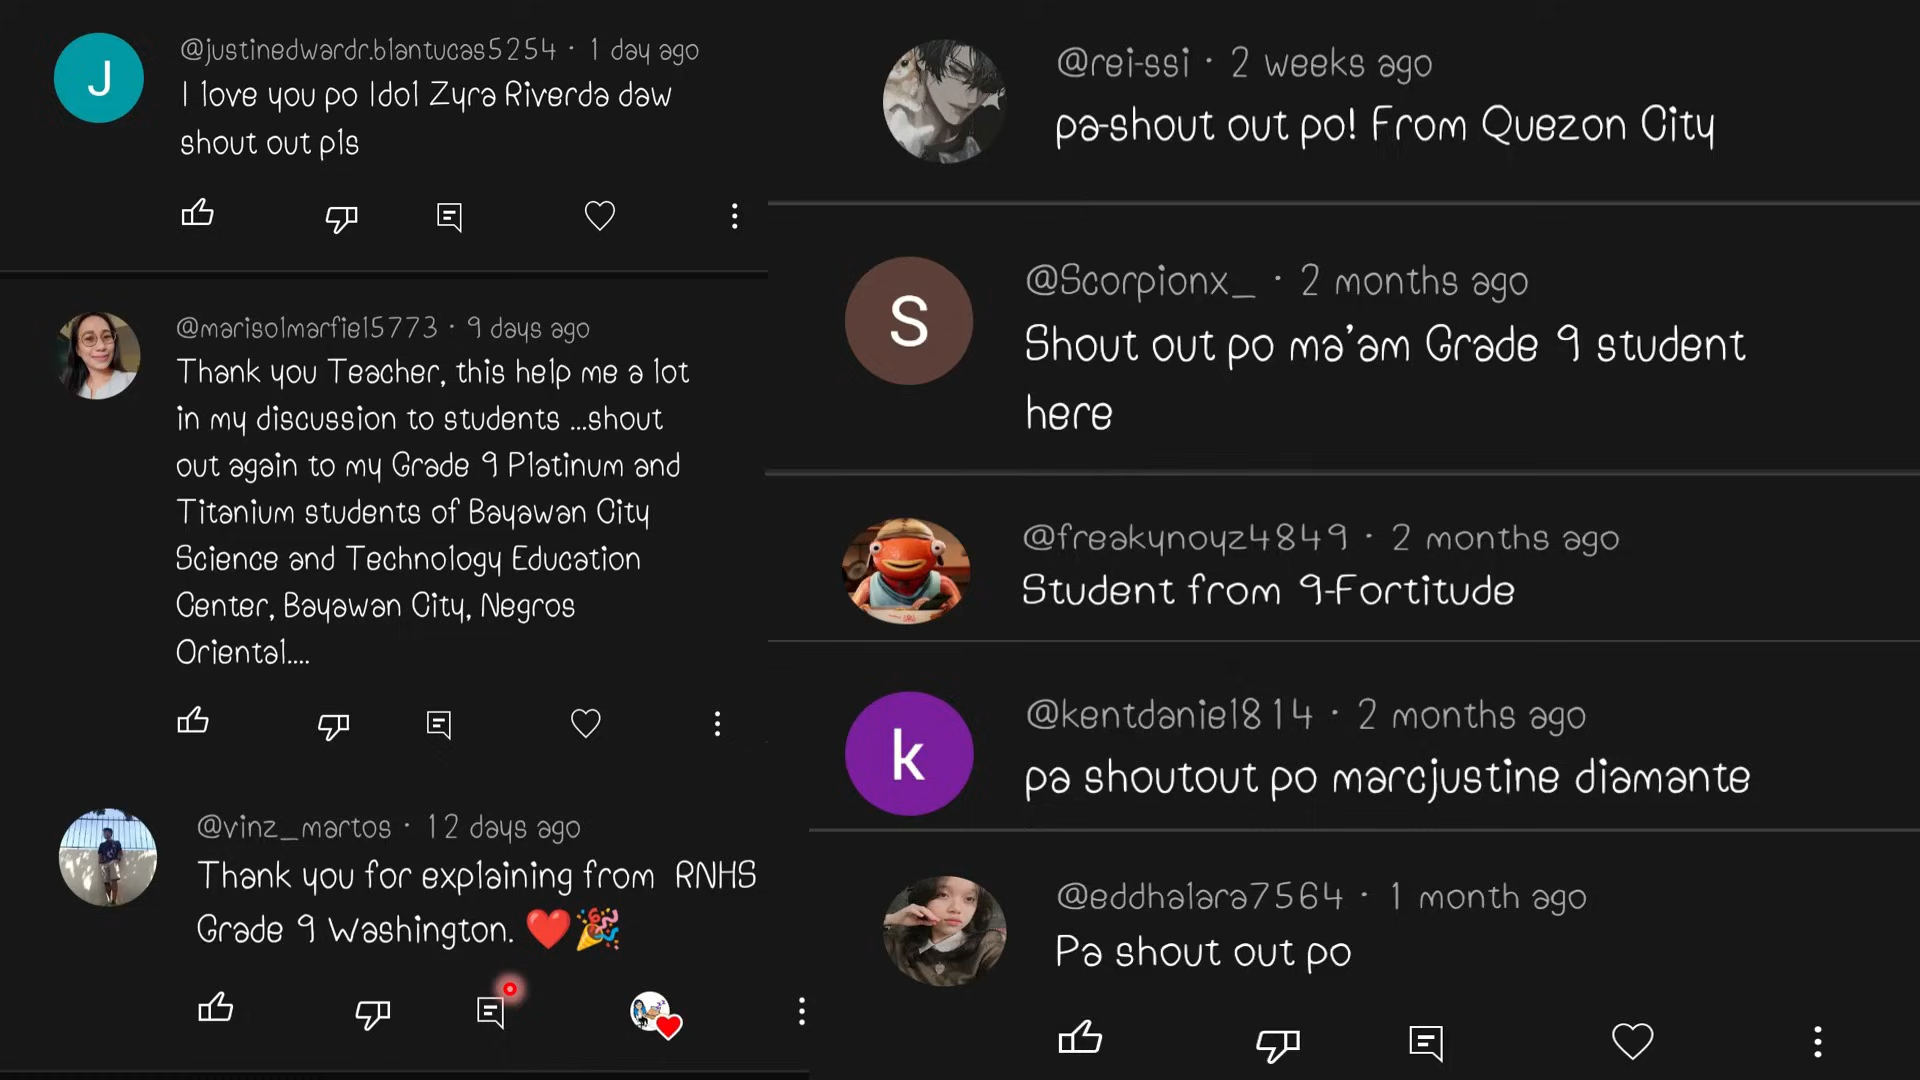 J
@justinedwardr.blantucas5254 · 1 day ago
I love you po Idol Zyra Riverda daw
shout out pls
@marisolmarfiel5773 · 9 days ago
Thank you Teacher, this help me a lot
in my discussion to students ...shout
out again to my Grade 9 Platinum and
Titanium students of Bayawan City
Science and Technology Education
Center, Bayawan City, Negros
Oriental....
@vinz_martos · 12 days ago
Thank you for explaining from RNHS
Grade 9 Washington. ❤️🎉
@rei-ssi · 2 weeks ago
pa-shout out po! From Quezon City
S
@Scorpionx_ · 2 months ago
Shout out po ma'am Grade 9 student
here
@freakynoyz4849 · 2 months ago
Student from 9-Fortitude
k
@kentdaniel814 · 2 months ago
pa shoutout po marcjustine diamante
@eddhalara7564 · 1 month ago
Pa shout out po